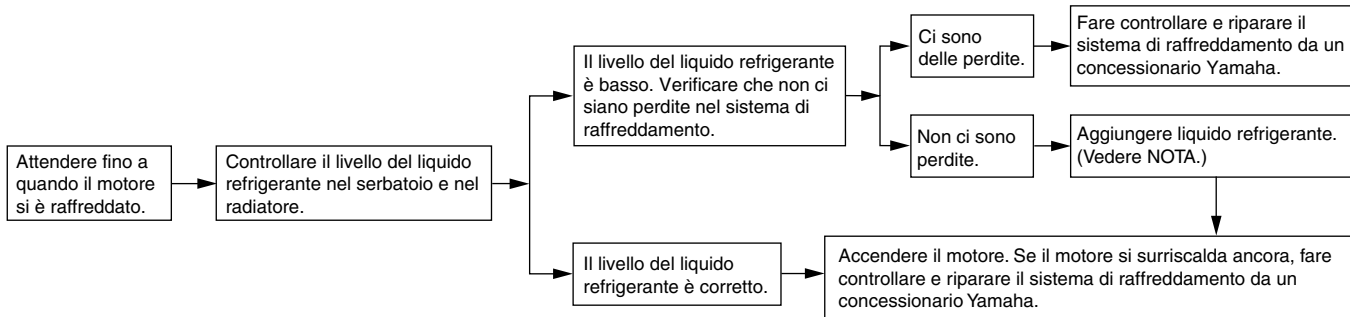 Attendere fino a
quando il motore
si è raffreddato.
Controllare il livello del liquido
refrigerante nel serbatoio e nel
radiatore.
Il livello del liquido refrigerante
è basso. Verificare che non ci
siano perdite nel sistema di
raffreddamento.
Ci sono
delle perdite.
Fare controllare e riparare il
sistema di raffreddamento da un
concessionario Yamaha.
Non ci sono
perdite.
Aggiungere liquido refrigerante.
(Vedere NOTA.)
Il livello del liquido
refrigerante è corretto.
Accendere il motore. Se il motore si surriscalda ancora, fare
controllare e riparare il sistema di raffreddamento da un
concessionario Yamaha.